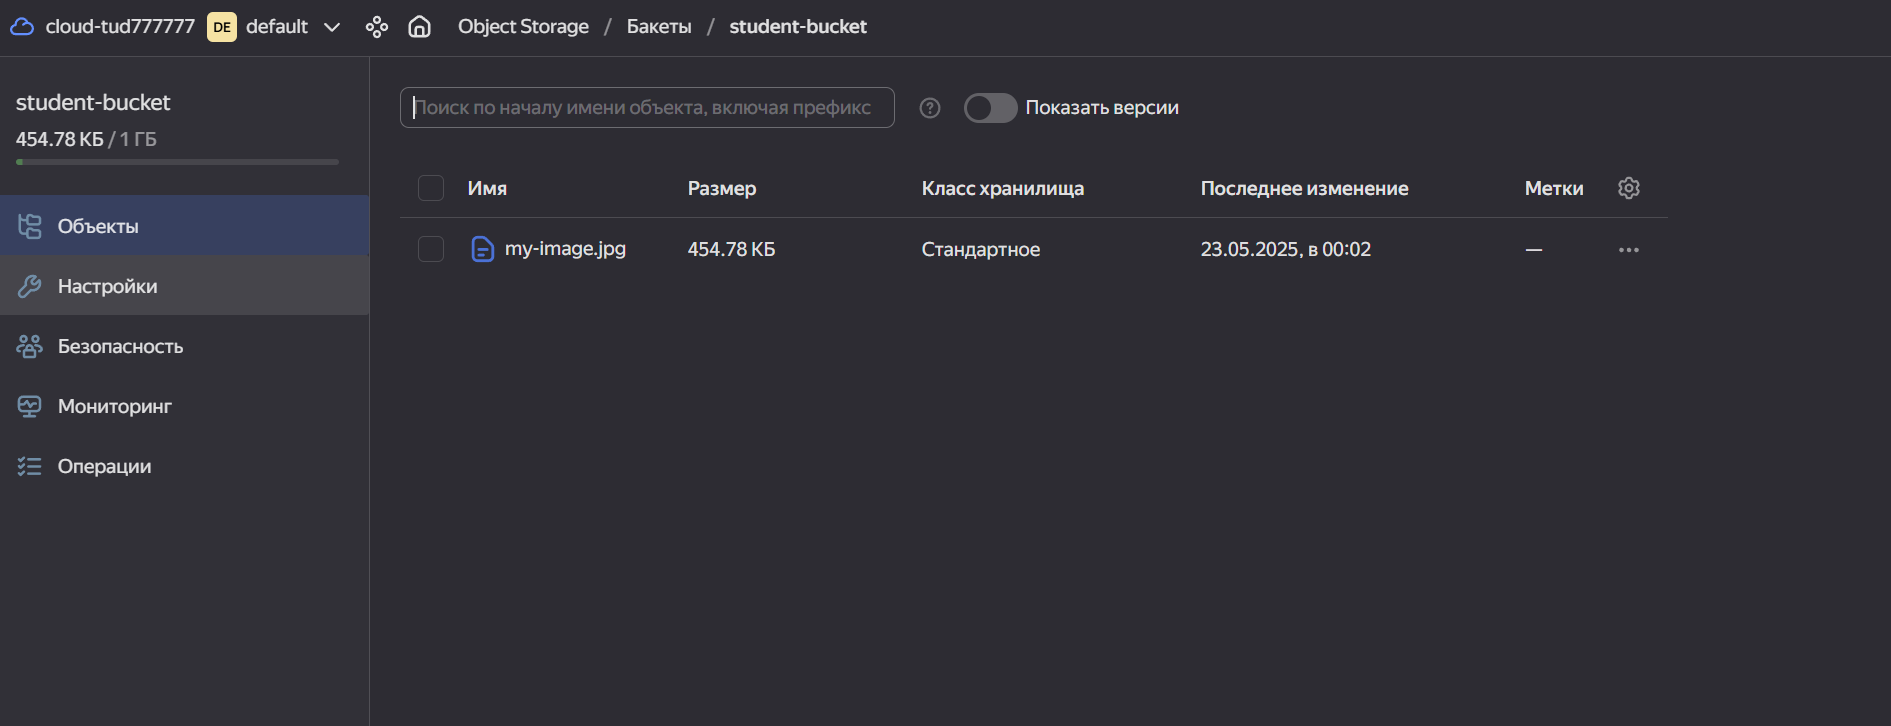 cloud-tud777777 DE default Object Storage / Бакеты / student-bucket
student-bucket
454.78 КБ / 1 ГБ
Объекты
Настройки
Безопасность
Мониторинг
Операции
Поиск по началу имени объекта, включая префикс ? Показать версии
Имя Размер Класс хранилища Последнее изменение Метки
my-image.jpg 454.78 КБ Стандартное 23.05.2025, в 00:02 —